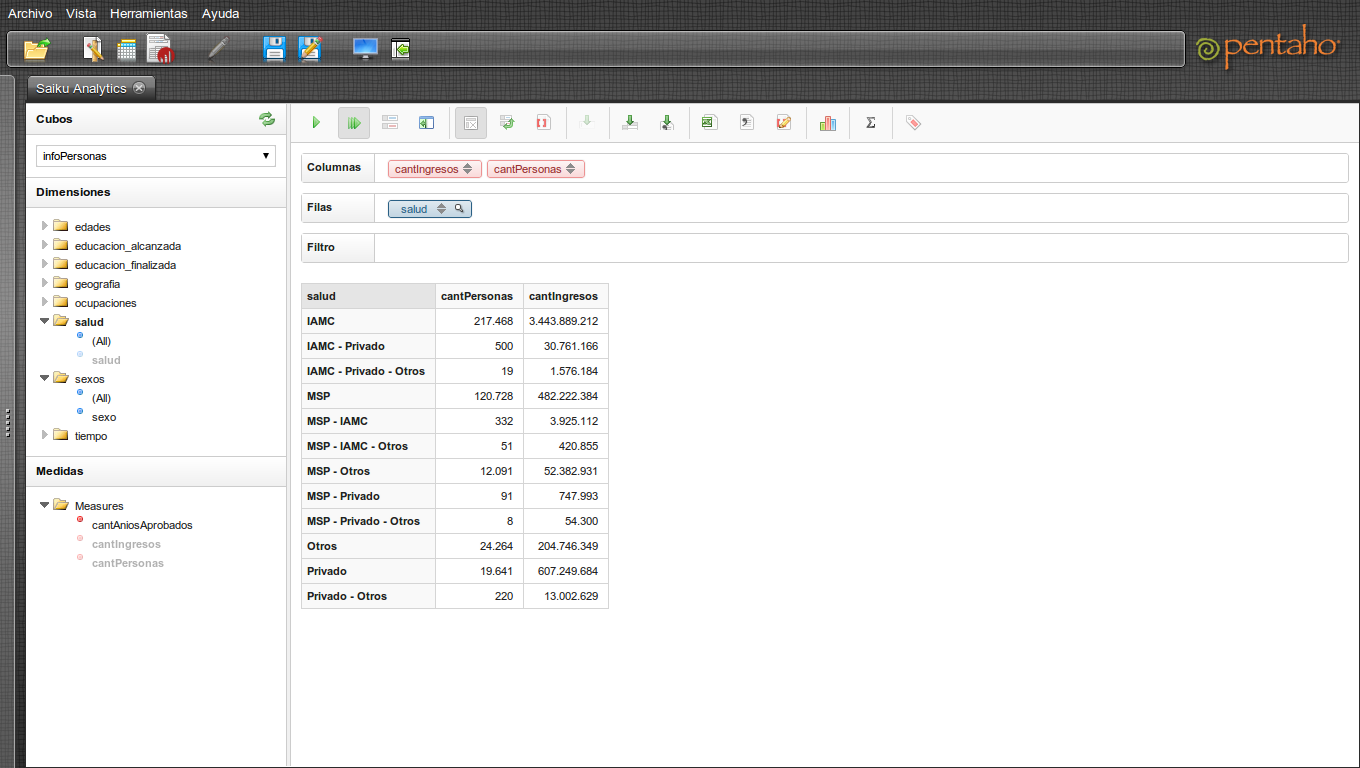 Archivo Vista Herramientas Ayuda
pentaho
Saiku Analytics
Cubos
infoPersonas
Dimensiones
edades
educacion_alcanzada
educacion_finalizada
geografia
ocupaciones
salud
(All)
salud
sexos
(All)
sexo
tiempo
Medidas
Measures
cantAniosAprobados
cantIngresos
cantPersonas
Σ
Columnas cantIngresos cantPersonas
Filas salud
Filtro
salud cantPersonas cantIngresos
IAMC 217.468 3.443.889.212
IAMC - Privado 500 30.761.166
IAMC - Privado - Otros 19 1.576.184
MSP 120.728 482.222.384
MSP - IAMC 332 3.925.112
MSP - IAMC - Otros 51 420.855
MSP - Otros 12.091 52.382.931
MSP - Privado 91 747.993
MSP - Privado - Otros 8 54.300
Otros 24.264 204.746.349
Privado 19.641 607.249.684
Privado - Otros 220 13.002.629